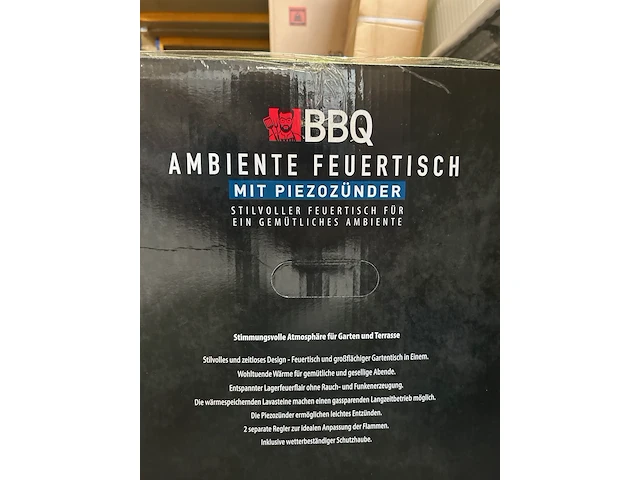 BBQ
AMBIENTE FEUERTISCH
MIT PIEZOZÜNDER
STILVOLLER FEUERTISCH FÜR
EIN GEMÜTLICHES AMBIENTE
Stimmungsvolle Atmosphäre für Garten und Terrasse
Stilvolles und zeitloses Design - Feuertisch und großflächiger Gartentisch in Einem.
Wohltuende Wärme für gemütliche und gesellige Abende.
Entspannter Lagerfeuerflair ohne Rauch- und Funkenerzeugung.
Die wärmespeichernden Lavasteine machen einen gassparenden Langzeitbetrieb möglich.
Die Piezozünder ermöglichen leichtes Entzünden.
2 separate Regler zur idealen Anpassung der Flammen.
Inklusive wetterbeständiger Schutzhaube.